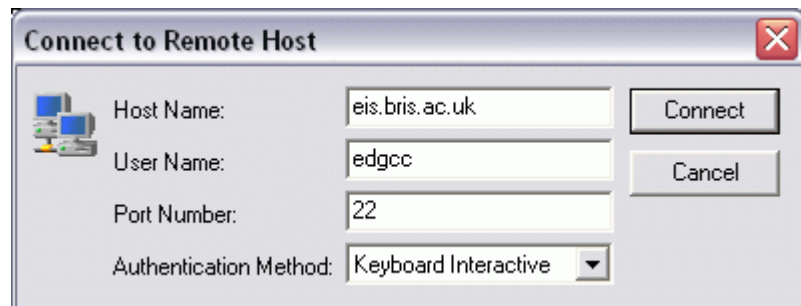 Connect to Remote Host
Host Name: eis.bris.ac.uk Connect
User Name: edgcc Cancel
Port Number: 22
Authentication Method: Keyboard Interactive